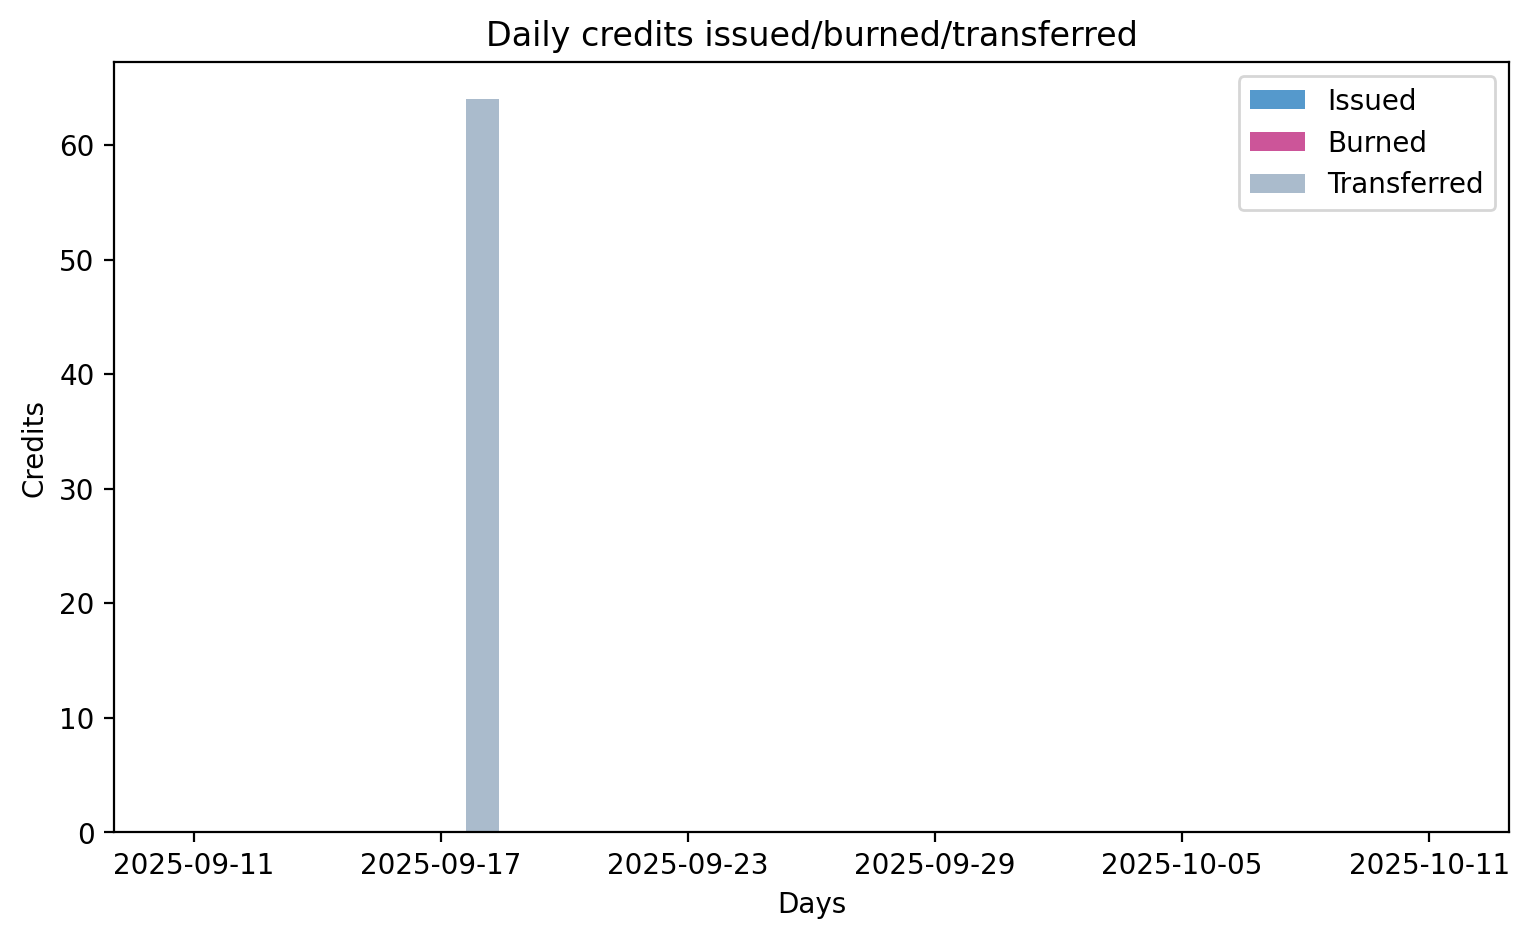 Daily credits issued/burned/transferred
Issued
Burned
Transferred
60
50
40
30
20
10
0
Credits
2025-09-11
2025-09-17
2025-09-23
2025-09-29
2025-10-05
2025-10-11
Days